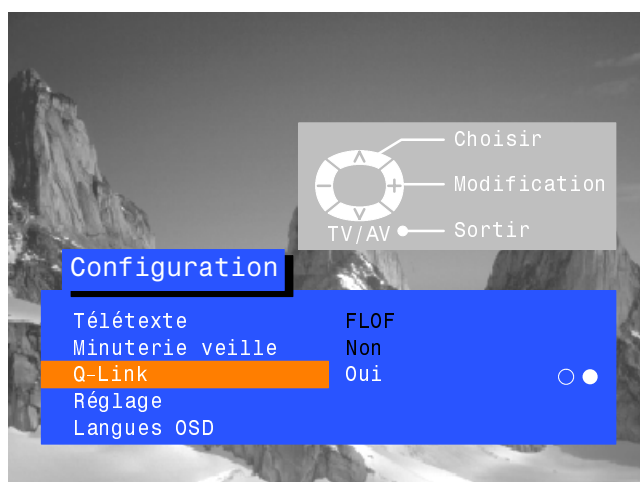 Choisir
Modification
TV/AV
Sortir
Configuration
Télétexte FLOF
Minuterie veille Non
Q-Link Oui
Réglage
Langues OSD